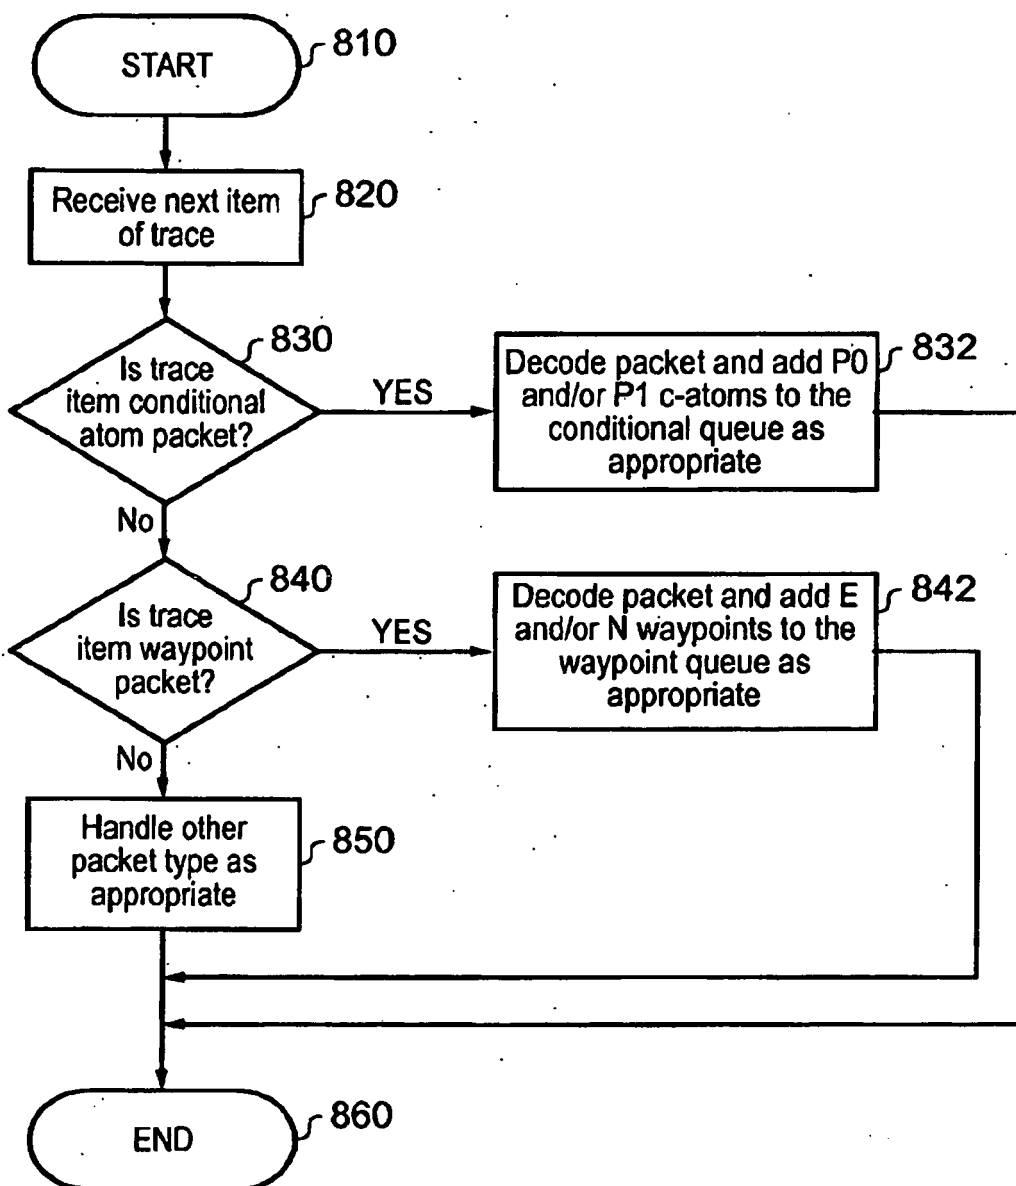 START
810
Receive next item
of trace
820
Is trace
item conditional
atom packet?
830
YES
Decode packet and add P0
and/or P1 c-atoms to the
conditional queue as
appropriate
832
No
Is trace
item waypoint
packet?
840
YES
Decode packet and add E
and/or N waypoints to the
waypoint queue as
appropriate
842
No
Handle other
packet type as
appropriate
850
END
860